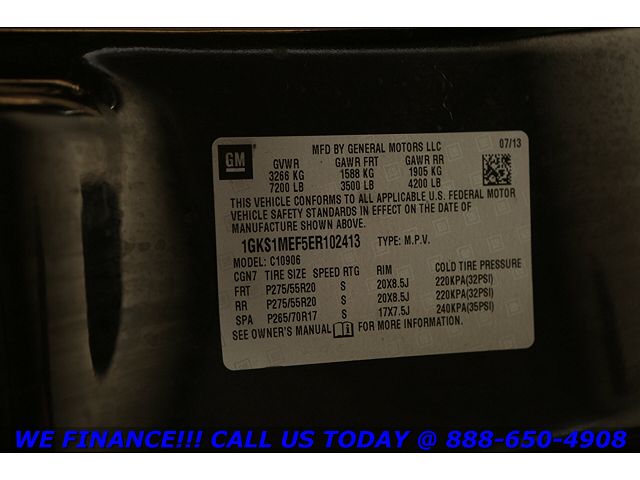 GM
MFD BY GENERAL MOTORS LLC 07/13
GVWR GAWR FRT GAWR RR
3266 KG 1588 KG 1905 KG
7200 LB 3500 LB 4200 LB
THIS VEHICLE CONFORMS TO ALL APPLICABLE U.S. FEDERAL MOTOR
VEHICLE SAFETY STANDARDS IN EFFECT ON THE DATE OF
MANUFACTURE SHOWN ABOVE.
1GKS1MEF5ER102413 TYPE: M.P.V.
MODEL: C10906
CGN7 TIRE SIZE SPEED RTG RIM COLD TIRE PRESSURE
FRT P275/55R20 S 20X8.5J 220KPA(32PSI)
RR P275/55R20 S 20X8.5J 220KPA(32PSI)
SPA P265/70R17 S 17X7.5J 240KPA(35PSI)
SEE OWNER'S MANUAL FOR MORE INFORMATION.
WE FINANCE!!! CALL US TODAY @ 888-650-4908